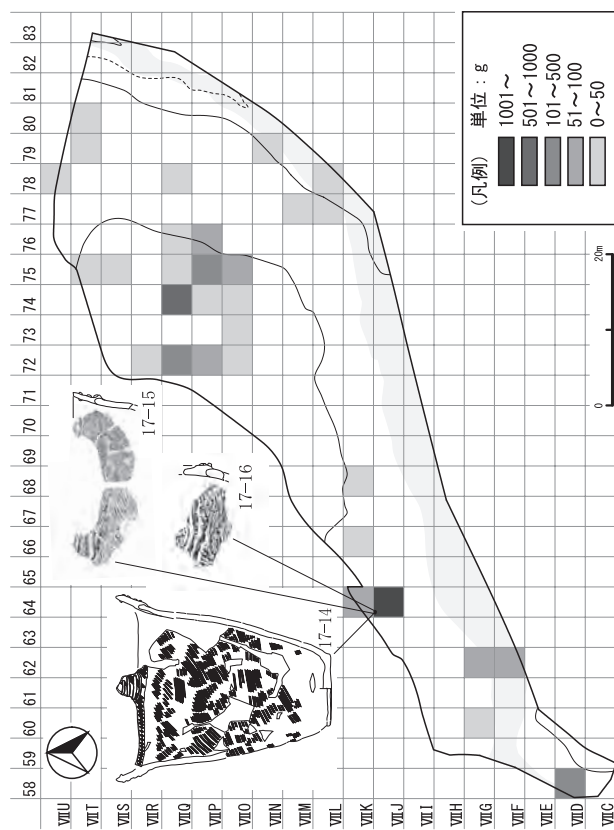 58 59 60 61 62 63 64 65 66 67 68 69 70 71 72 73 74 75 76 77 78 79 80 81 82 83
ⅦU
ⅦT
ⅦS
ⅦR
ⅦQ
ⅦP
ⅦO
ⅦN
ⅦM
ⅦL
ⅦK
ⅦJ
ⅦI
ⅦH
ⅦG
ⅦF
ⅦE
ⅦD
ⅦC
17-14
17-15
17-16
(凡例) 単位:g
1001~
501~1000
101~500
51~100
0~50
0 20m